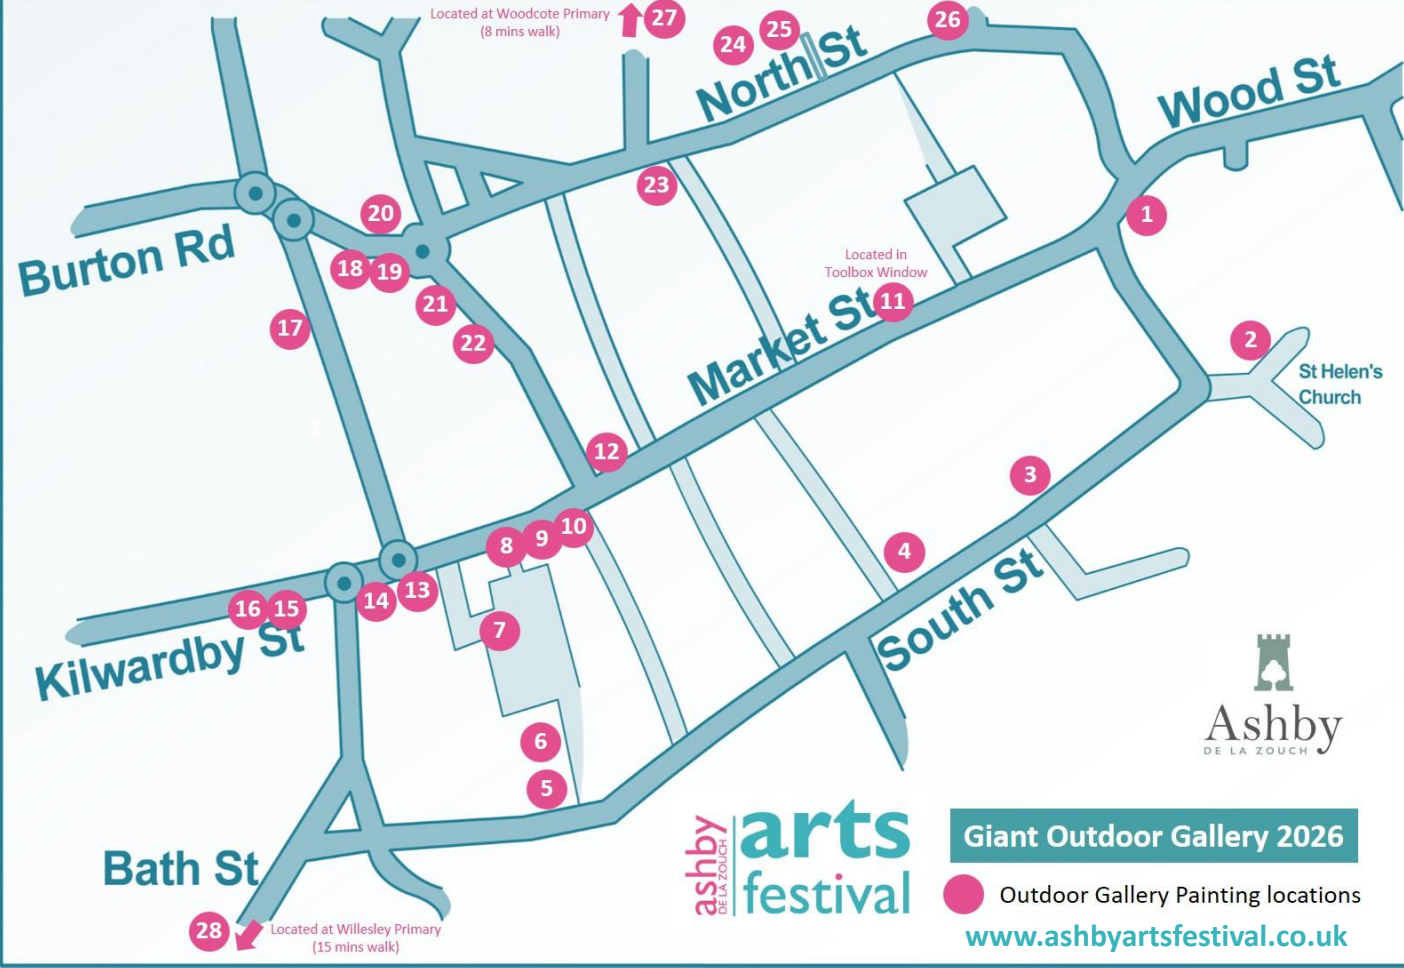 Located at Woodcote Primary
(8 mins walk)
27
24
25
26
North St
Wood St
20
23
1
Burton Rd
18
19
Located in
Toolbox Window
21
11
17
22
Market St
2
St Helen's
Church
12
3
10
9
8
4
13
14
16
15
South St
7
Kilwardby St
6
5
Ashby
DE LA ZOUCH
ashby
DE LA ZOUCH
arts
festival
Giant Outdoor Gallery 2026
Bath St
Outdoor Gallery Painting locations
28
Located at Willesley Primary
(15 mins walk)
www.ashbyartsfestival.co.uk